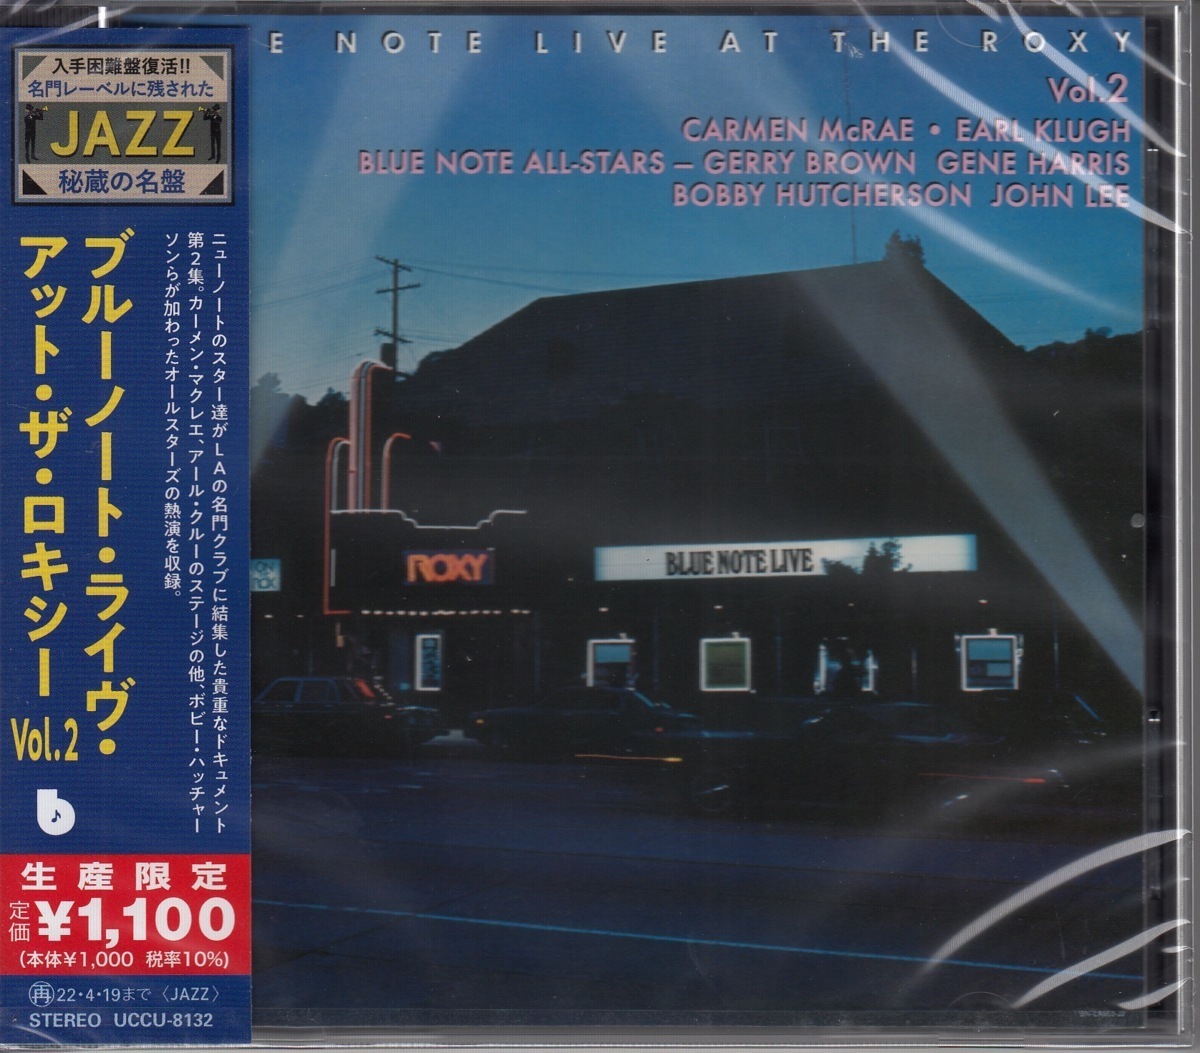 入手困難盤復活!!
名門レーベルに残された
JAZZ
秘蔵の名盤
ブルーノート・ライヴ・
アット・ザ・ロキシー
Vol.2
ニューノートのスター達がLAの名門クラブに結集した貴重なドキュメント
第2集。カーメン・マクレエ、アール・クルーのステージの他、ボビー・ハッチャー
ソンらが加わったオールスターズの熱演を収録。
b
生産限定
定価 ¥1,100
(本体¥1,000 税率10%)
再 22・4・19まで 〈JAZZ〉
STEREO UCCU-8132
E NOTE LIVE AT THE ROXY
Vol.2
CARMEN McRAE • EARL KLUGH
BLUE NOTE ALL-STARS – GERRY BROWN GENE HARRIS
BOBBY HUTCHERSON JOHN LEE
ROXY
BLUE NOTE LIVE
ON